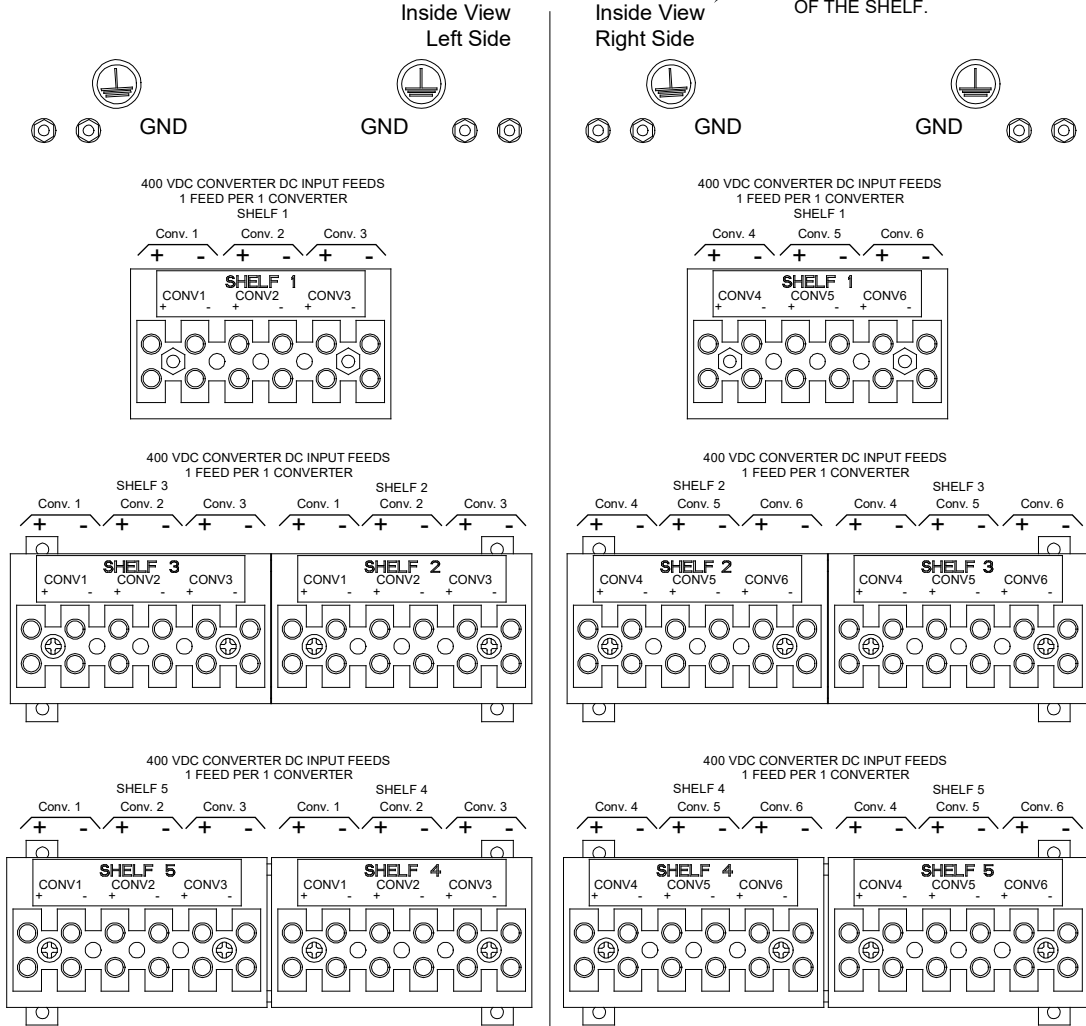 Inside View
Left Side
Inside View
Right Side
OF THE SHELF.
GND GND
GND GND
400 VDC CONVERTER DC INPUT FEEDS
1 FEED PER 1 CONVERTER
SHELF 1
Conv. 1 Conv. 2 Conv. 3
+ - + - + -
SHELF 1
CONV1 CONV2 CONV3
+ - + - + -
400 VDC CONVERTER DC INPUT FEEDS
1 FEED PER 1 CONVERTER
SHELF 1
Conv. 4 Conv. 5 Conv. 6
+ - + - + -
SHELF 1
CONV4 CONV5 CONV6
+ - + - + -
400 VDC CONVERTER DC INPUT FEEDS
1 FEED PER 1 CONVERTER
SHELF 3 SHELF 2
Conv. 1 Conv. 2 Conv. 3 Conv. 1 Conv. 2 Conv. 3
+ - + - + - + - + - + -
SHELF 3 SHELF 2
CONV1 CONV2 CONV3 CONV1 CONV2 CONV3
+ - + - + - + - + - + -
400 VDC CONVERTER DC INPUT FEEDS
1 FEED PER 1 CONVERTER
SHELF 2 SHELF 3
Conv. 4 Conv. 5 Conv. 6 Conv. 4 Conv. 5 Conv. 6
+ - + - + - + - + - + -
SHELF 2 SHELF 3
CONV4 CONV5 CONV6 CONV4 CONV5 CONV6
+ - + - + - + - + - + -
400 VDC CONVERTER DC INPUT FEEDS
1 FEED PER 1 CONVERTER
SHELF 5 SHELF 4
Conv. 1 Conv. 2 Conv. 3 Conv. 1 Conv. 2 Conv. 3
+ - + - + - + - + - + -
SHELF 5 SHELF 4
CONV1 CONV2 CONV3 CONV1 CONV2 CONV3
+ - + - + - + - + - + -
400 VDC CONVERTER DC INPUT FEEDS
1 FEED PER 1 CONVERTER
SHELF 4 SHELF 5
Conv. 4 Conv. 5 Conv. 6 Conv. 4 Conv. 5 Conv. 6
+ - + - + - + - + - + -
SHELF 4 SHELF 5
CONV4 CONV5 CONV6 CONV4 CONV5 CONV6
+ - + - + - + - + - + -